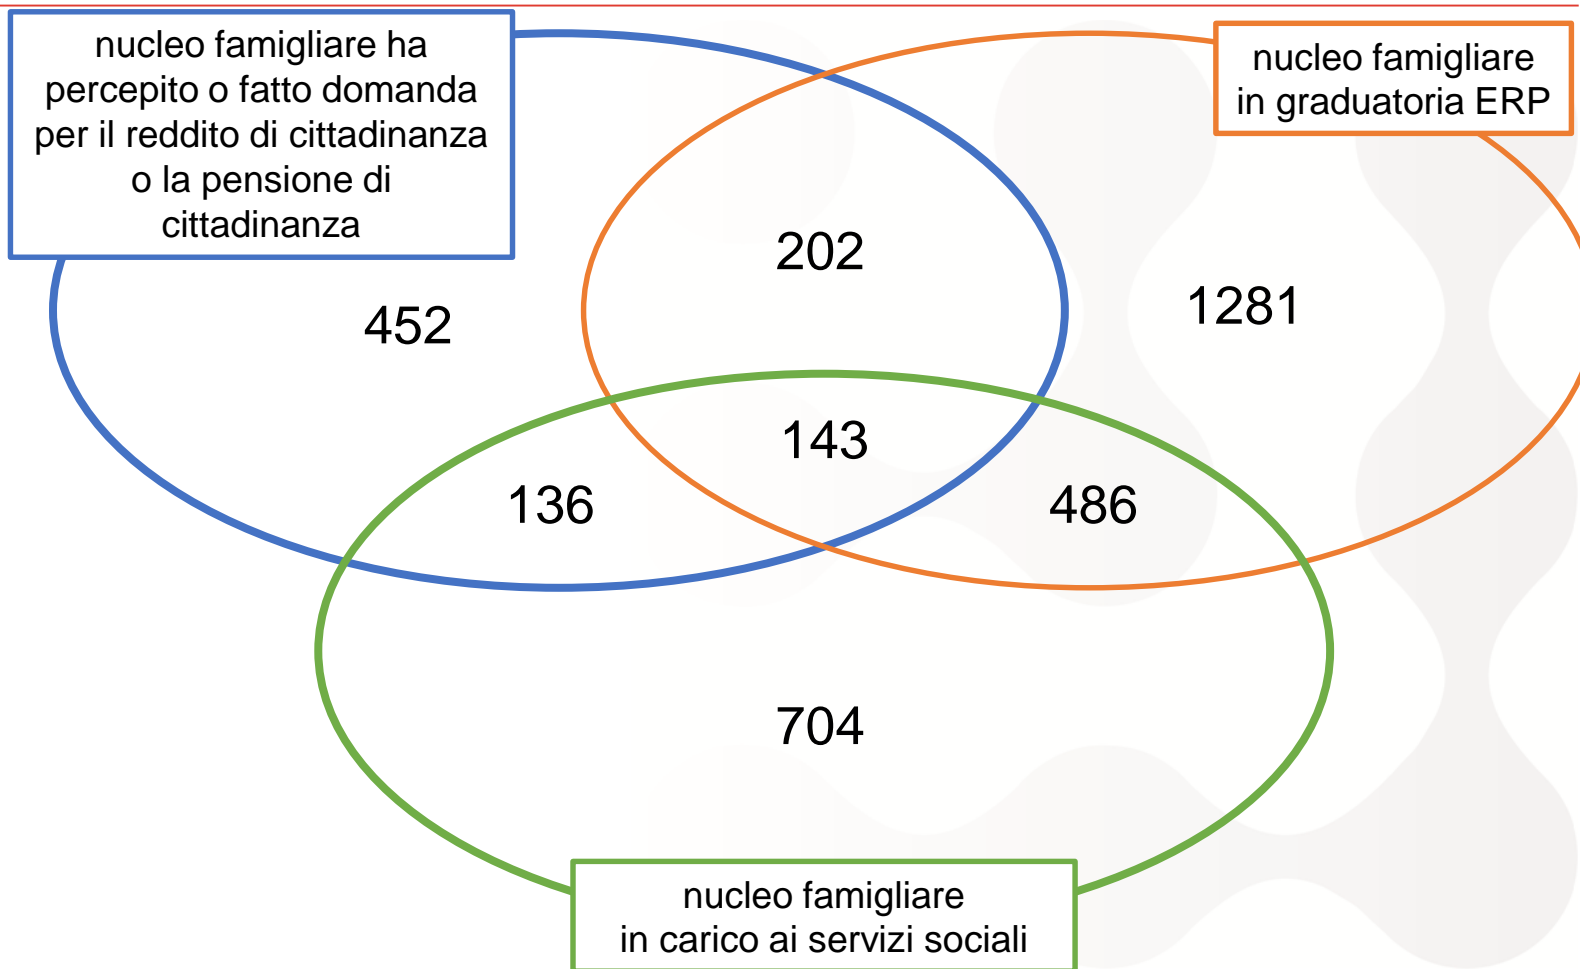 nucleo famigliare ha
percepito o fatto domanda
per il reddito di cittadinanza
o la pensione di
cittadinanza
nucleo famigliare
in graduatoria ERP
202
452
1281
143
136
486
704
nucleo famigliare
in carico ai servizi sociali